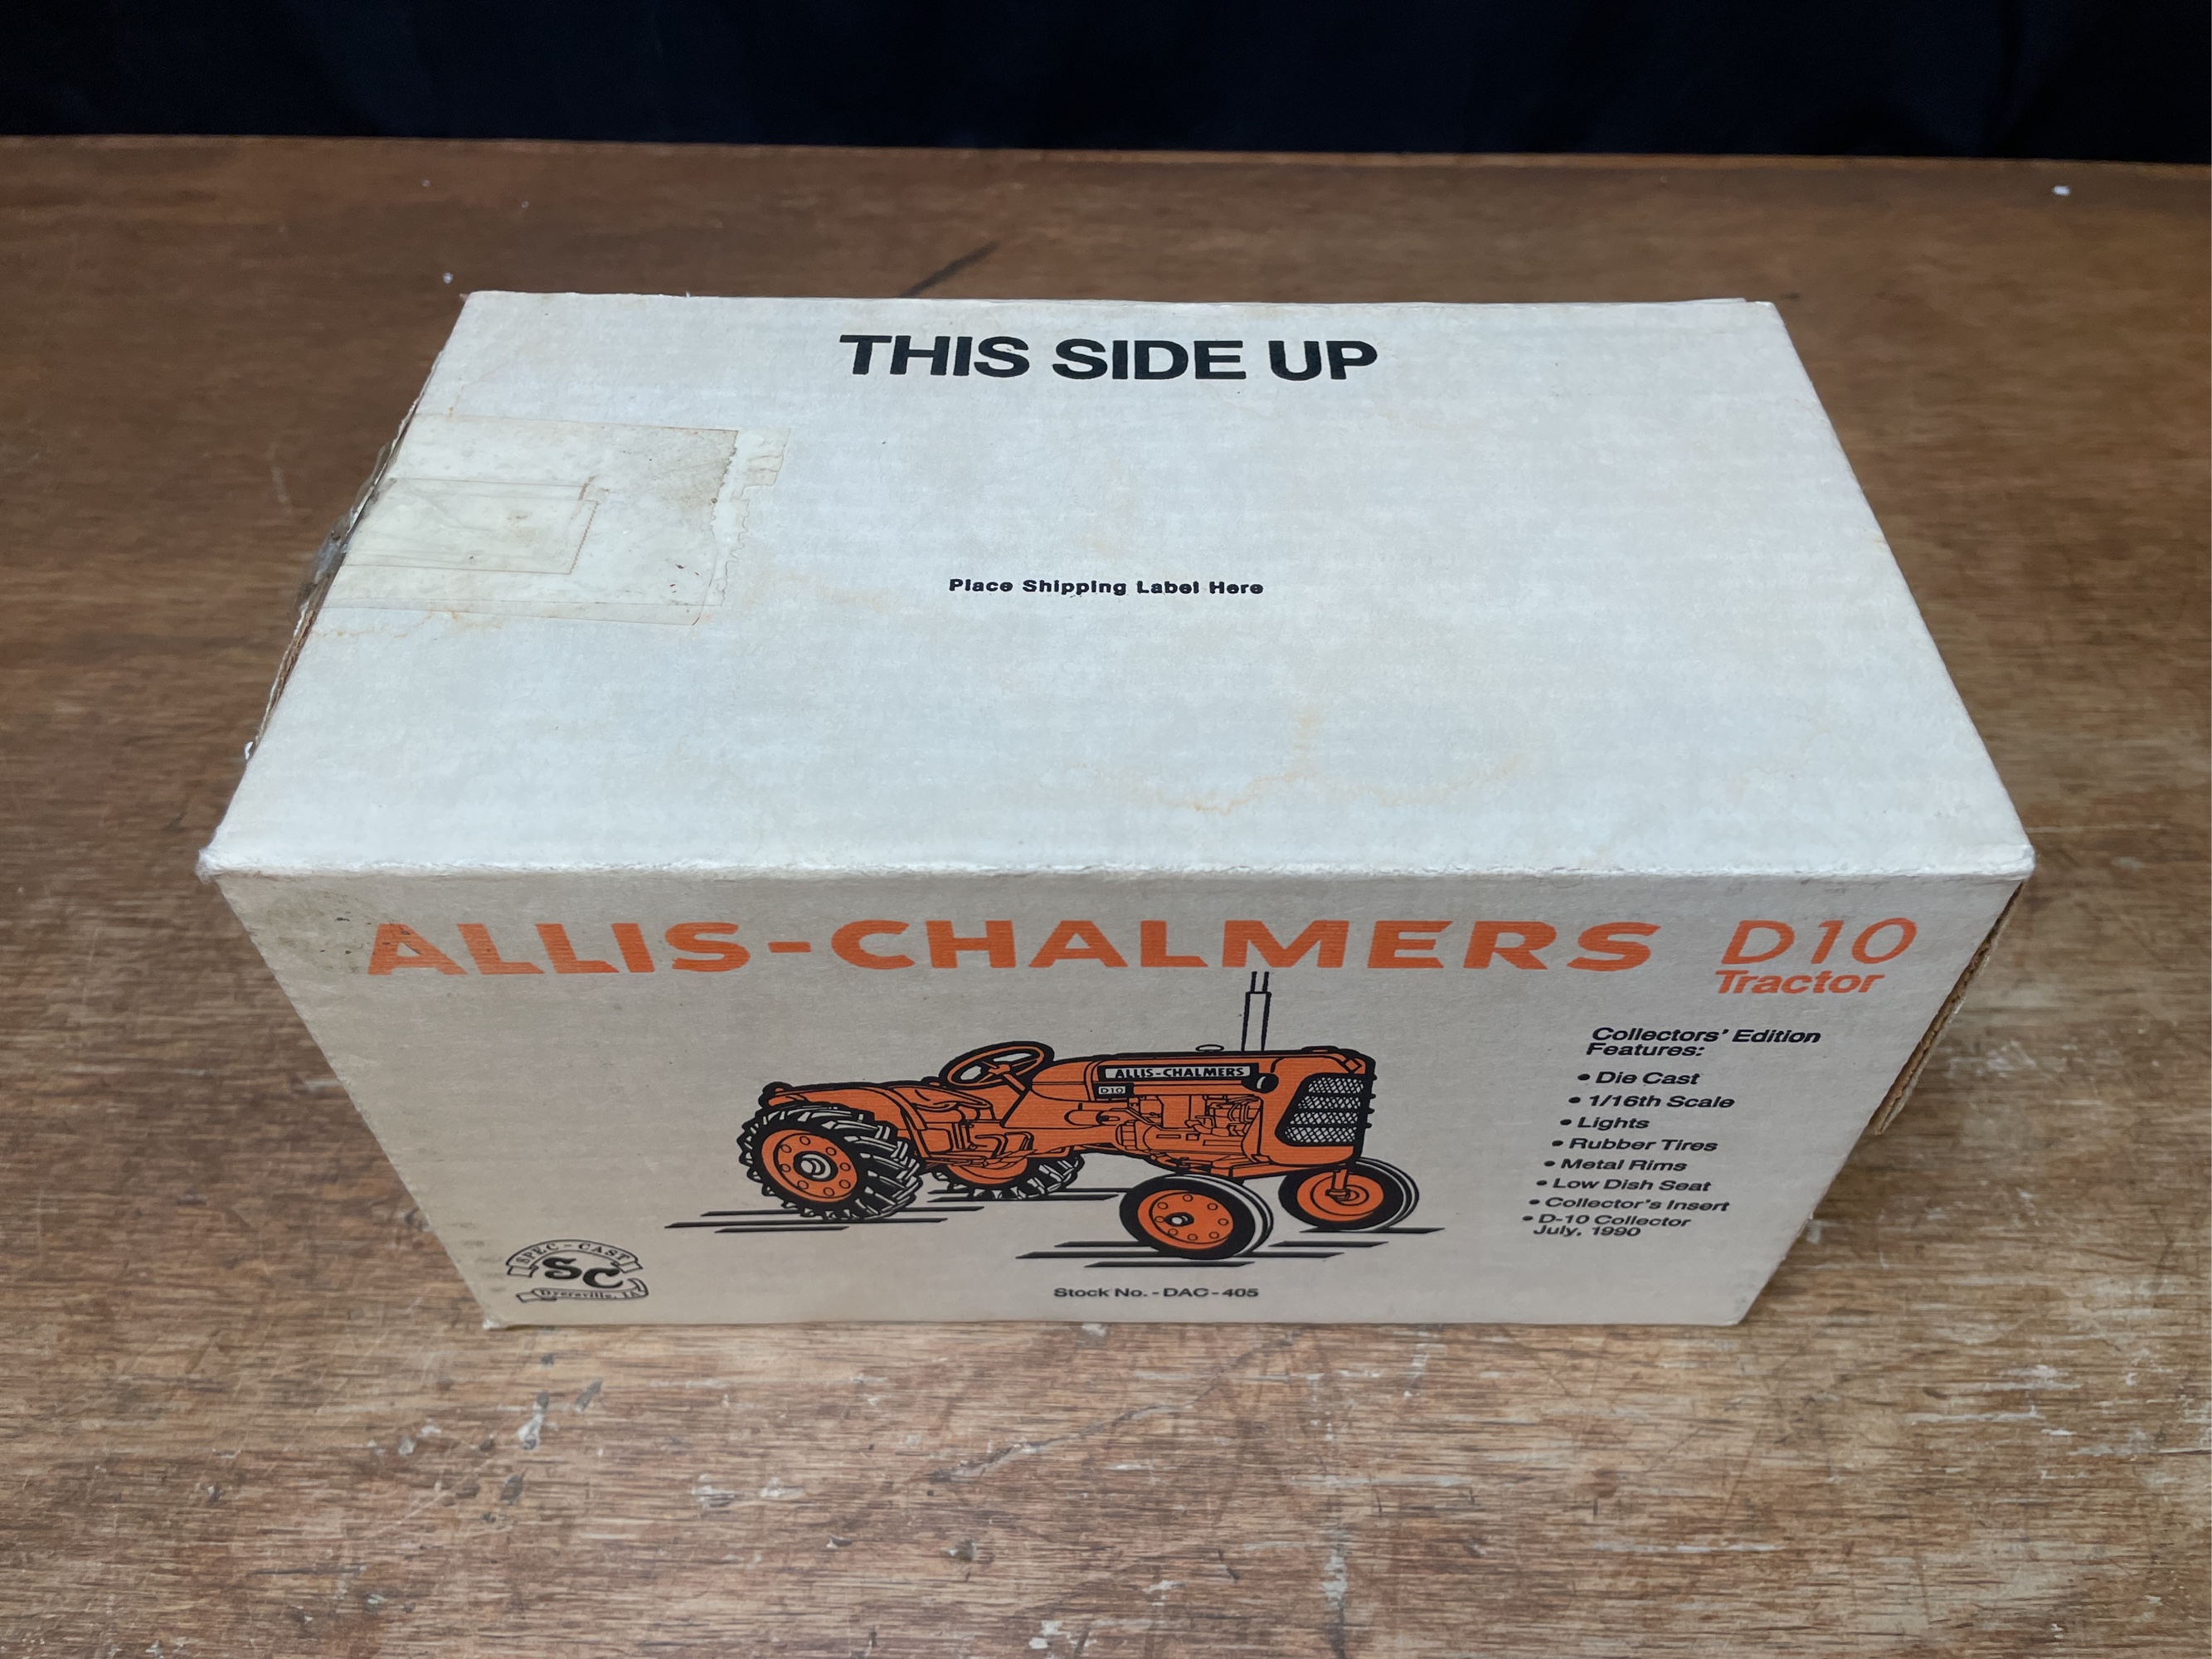 THIS SIDE UP
Place Shipping Label Here
ALLIS-CHALMERS D10
Tractor
ALLIS-CHALMERS
D10
Collectors' Edition
Features:
• Die Cast
• 1/16th Scale
• Lights
• Rubber Tires
• Metal Rims
• Low Dish Seat
• Collector's Insert
• D-10 Collector
July, 1990
SPEC-CAST
SC
Dyersville, IA
Stock No.-DAC-405